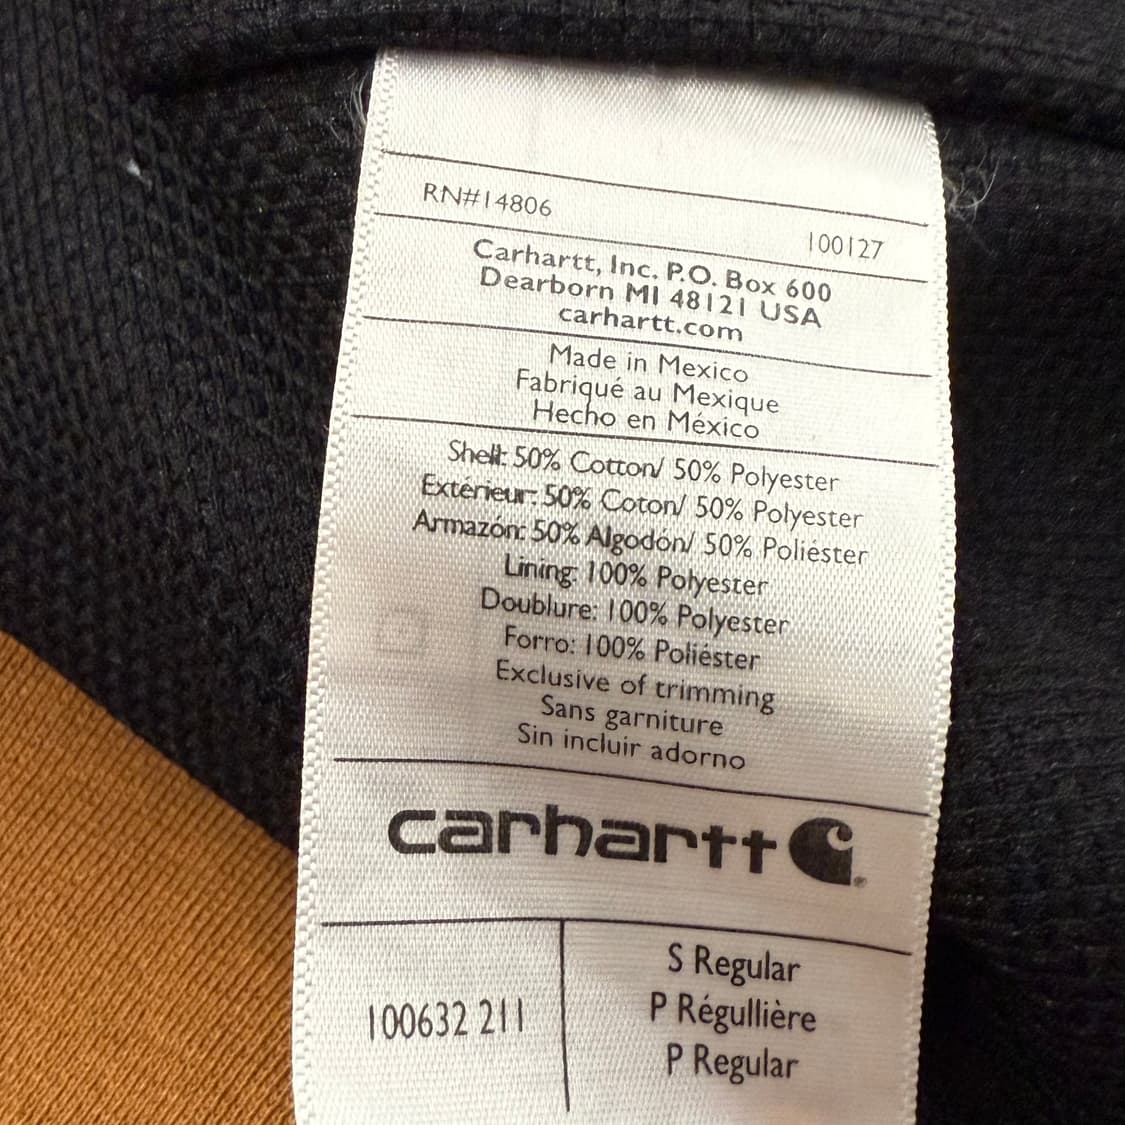 RN#14806
100127
Carhartt, Inc. P.O. Box 600
Dearborn MI 48121 USA
carhartt.com
Made in Mexico
Fabriqué au Mexique
Hecho en México
Shell: 50% Cotton/ 50% Polyester
Extérieur: 50% Coton/ 50% Polyester
Armazón: 50% Algodón/ 50% Poliéster
Lining: 100% Polyester
Doublure: 100% Polyester
Forro: 100% Poliéster
Exclusive of trimming
Sans garniture
Sin incluir adorno
carhartt
100632 211
S Regular
P Régullière
P Regular